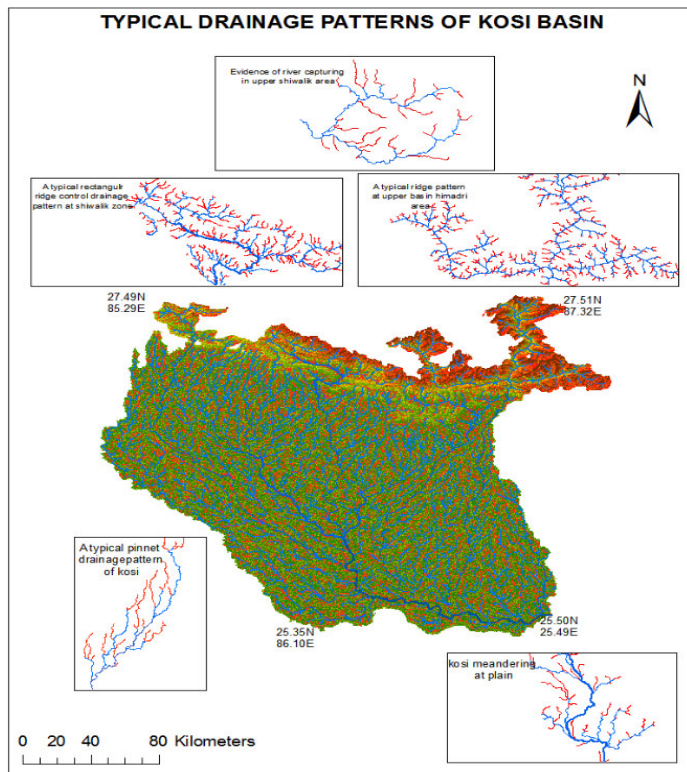 TYPICAL DRAINAGE PATTERNS OF KOSI BASIN
Evidence of river capturing
in upper shiwalik area
N
A typical rectangulr
ridge control drainage
pattern at shiwalik zone
A typical ridge pattern
at upper basin himadri
area
27.49N
85.29E
27.51N
87.32E
A typical pinnet
drainagepattern
of kosi
25.35N
86.10E
25.50N
25.49E
kosi meandering
at plain
0 20 40 80 Kilometers